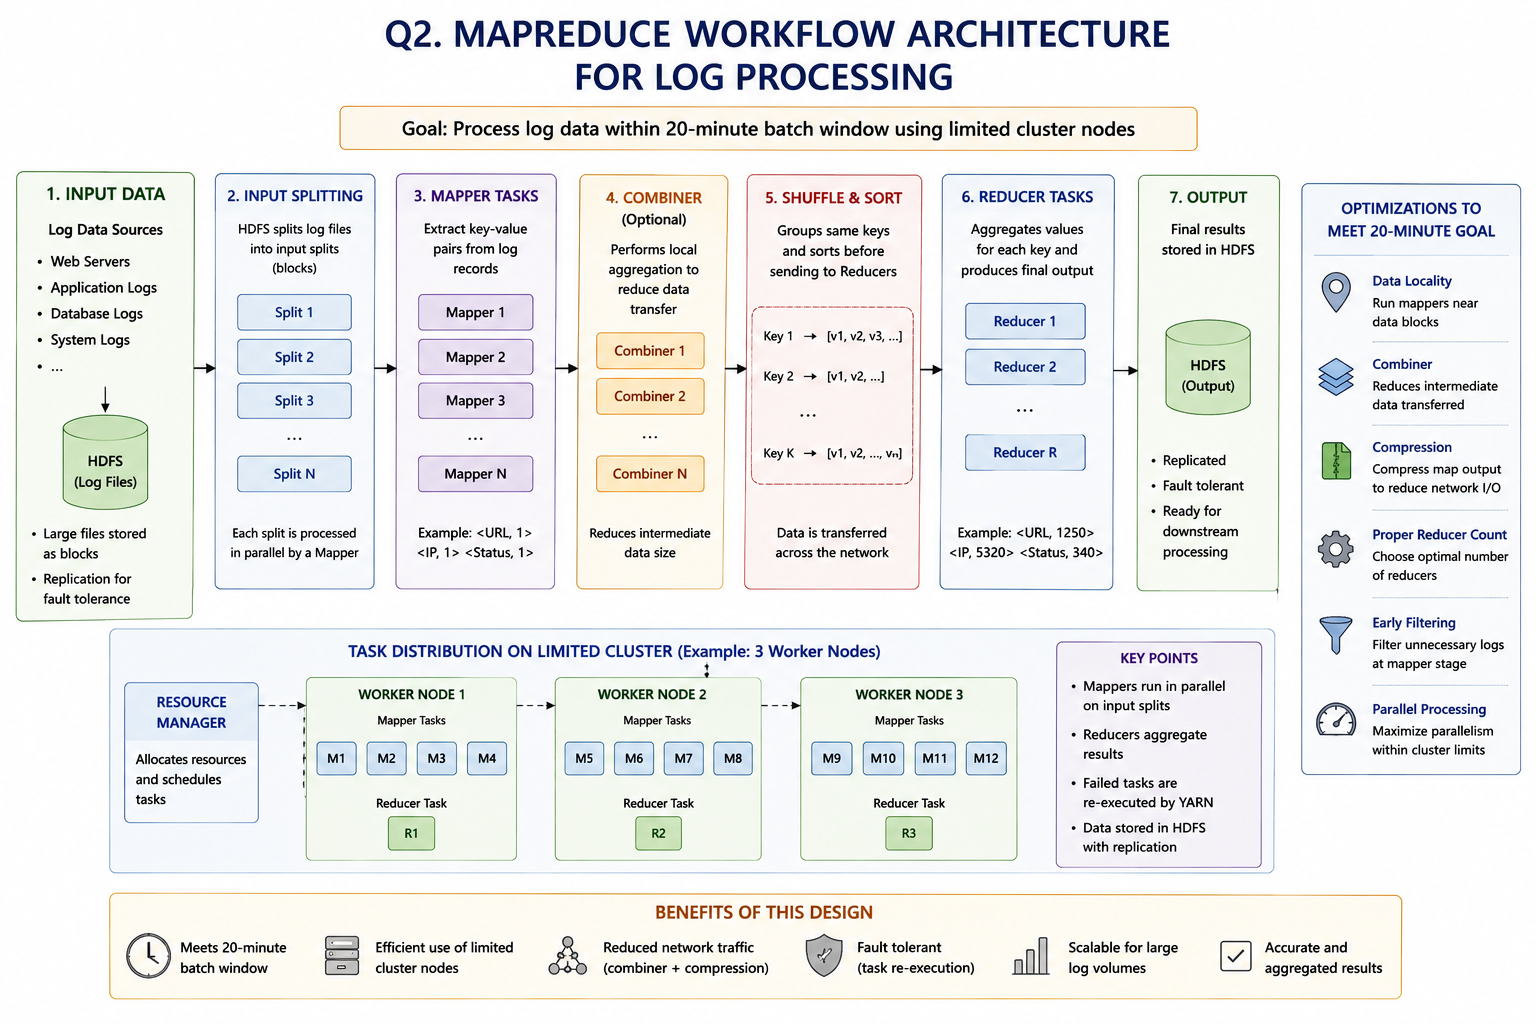 Q2. MAPREDUCE WORKFLOW ARCHITECTURE
FOR LOG PROCESSING
Goal: Process log data within 20-minute batch window using limited cluster nodes
1. INPUT DATA
Log Data Sources
• Web Servers
• Application Logs
• Database Logs
• System Logs
• ...
HDFS
(Log Files)
• Large files stored
as blocks
• Replication for
fault tolerance
2. INPUT SPLITTING
HDFS splits log files
into input splits
(blocks)
Split 1
Split 2
Split 3
...
Split N
Each split is processed
in parallel by a Mapper
3. MAPPER TASKS
Extract key-value
pairs from log
records
Mapper 1
Mapper 2
Mapper 3
...
Mapper N
Example: <URL, 1>
<IP, 1> <Status, 1>
4. COMBINER
(Optional)
Performs local
aggregation to
reduce data
transfer
Combiner 1
Combiner 2
...
Combiner N
Reduces intermediate
data size
5. SHUFFLE & SORT
Groups same keys
and sorts before
sending to Reducers
Key 1 → [v1, v2, v3, ...]
Key 2 → [v1, v2, ...]
...
Key K → [v1, v2, ..., vₙ]
Data is transferred
across the network
6. REDUCER TASKS
Aggregates values
for each key and
produces final output
Reducer 1
Reducer 2
...
Reducer R
Example: <URL, 1250>
<IP, 5320> <Status, 340>
7. OUTPUT
Final results
stored in HDFS
HDFS
(Output)
• Replicated
• Fault tolerant
• Ready for
downstream
processing
OPTIMIZATIONS TO
MEET 20-MINUTE GOAL
Data Locality
Run mappers near
data blocks
Combiner
Reduces intermediate
data transferred
Compression
Compress map output
to reduce network I/O
Proper Reducer Count
Choose optimal number
of reducers
Early Filtering
Filter unnecessary logs
at mapper stage
Parallel Processing
Maximize parallelism
within cluster limits
TASK DISTRIBUTION ON LIMITED CLUSTER (Example: 3 Worker Nodes)
RESOURCE
MANAGER
Allocates resources
and schedules
tasks
WORKER NODE 1
Mapper Tasks
M1 M2 M3 M4
Reducer Task
R1
WORKER NODE 2
Mapper Tasks
M5 M6 M7 M8
Reducer Task
R2
WORKER NODE 3
Mapper Tasks
M9 M10 M11 M12
Reducer Task
R3
KEY POINTS
• Mappers run in parallel
on input splits
• Reducers aggregate
results
• Failed tasks are
re-executed by YARN
• Data stored in HDFS
with replication
BENEFITS OF THIS DESIGN
Meets 20-minute
batch window
Efficient use of limited
cluster nodes
Reduced network traffic
(combiner + compression)
Fault tolerant
(task re-execution)
Scalable for large
log volumes
Accurate and
aggregated results